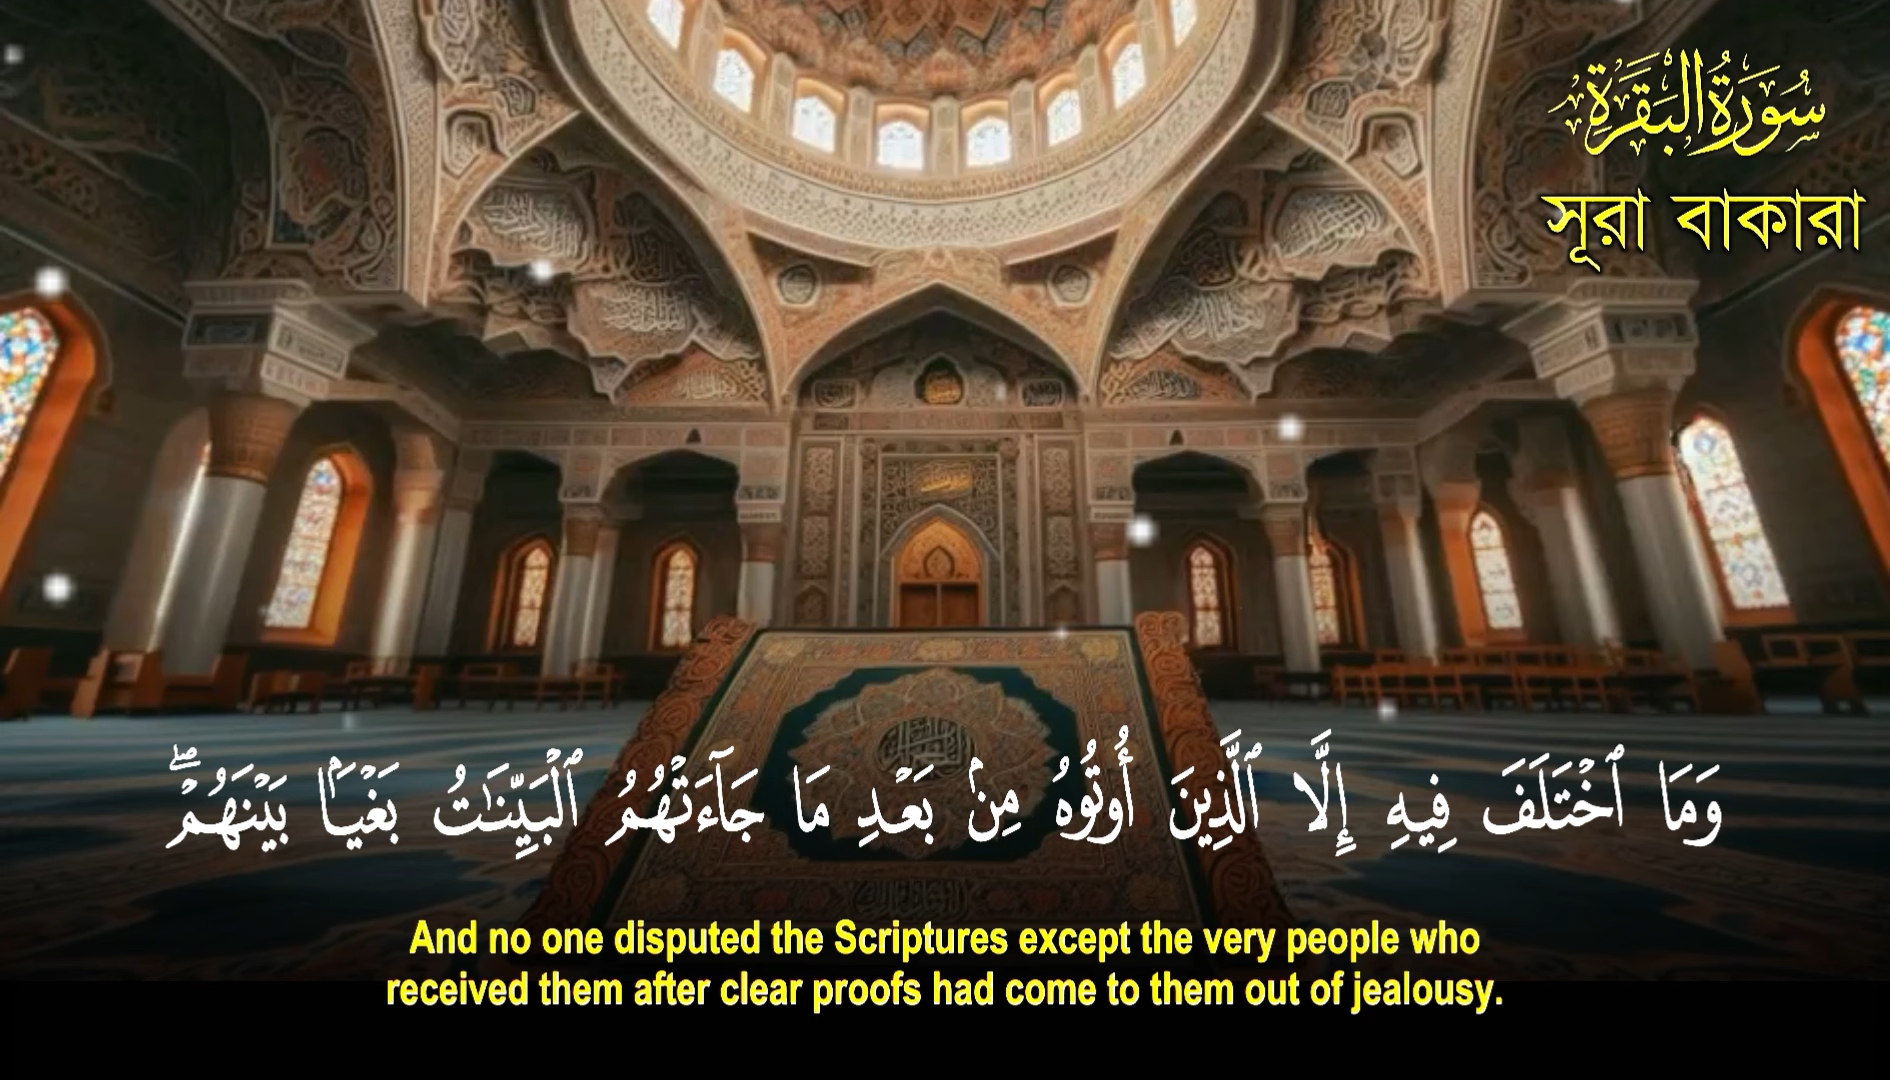 سُورَةُ الْبَقَرَةِ
সূরা বাকারা
وَمَا ٱخْتَلَفَ فِيهِ إِلَّا ٱلَّذِينَ أُوتُوهُ مِنۢ بَعْدِ مَا جَآءَتْهُمُ ٱلْبَيِّنَـٰتُ بَغْيًۢا بَيْنَهُمْ ۖ
And no one disputed the Scriptures except the very people who
received them after clear proofs had come to them out of jealousy.